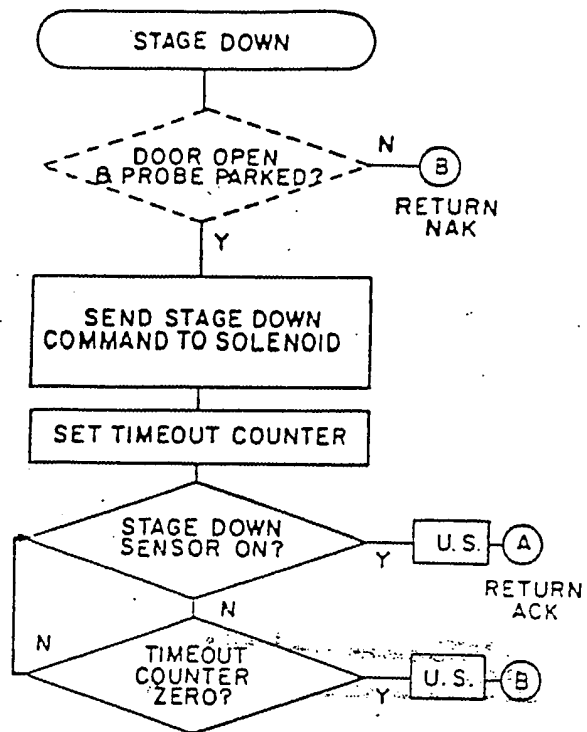 STAGE DOWN
DOOR OPEN
& PROBE PARKED?
N
B
RETURN
NAK
Y
SEND STAGE DOWN
COMMAND TO SOLENOID
SET TIMEOUT COUNTER
STAGE DOWN
SENSOR ON?
Y
U.S.
A
RETURN
ACK
N
N
TIMEOUT
COUNTER
ZERO?
Y
U.S.
B